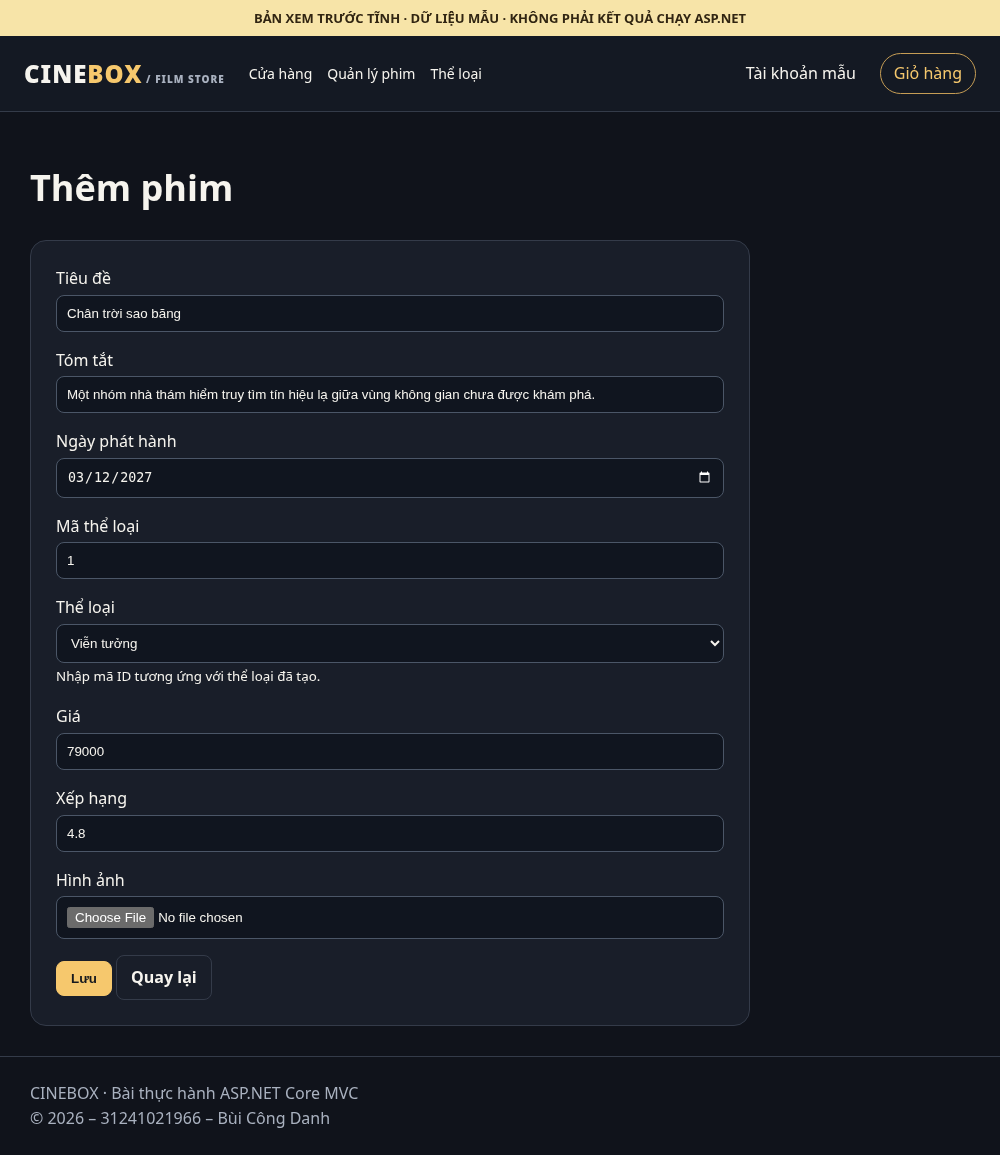 BẢN XEM TRƯỚC TĨNH · DỮ LIỆU MẪU · KHÔNG PHẢI KẾT QUẢ CHẠY ASP.NET
CINEBOX / FILM STORE Cửa hàng Quản lý phim Thể loại Tài khoản mẫu Giỏ hàng
Thêm phim
Tiêu đề
Chân trời sao băng
Tóm tắt
Một nhóm nhà thám hiểm truy tìm tín hiệu lạ giữa vùng không gian chưa được khám phá.
Ngày phát hành
03/12/2027
Mã thể loại
1
Thể loại
Viễn tưởng
Nhập mã ID tương ứng với thể loại đã tạo.
Giá
79000
Xếp hạng
4.8
Hình ảnh
Choose File No file chosen
Lưu Quay lại
CINEBOX · Bài thực hành ASP.NET Core MVC
© 2026 – 31241021966 – Bùi Công Danh